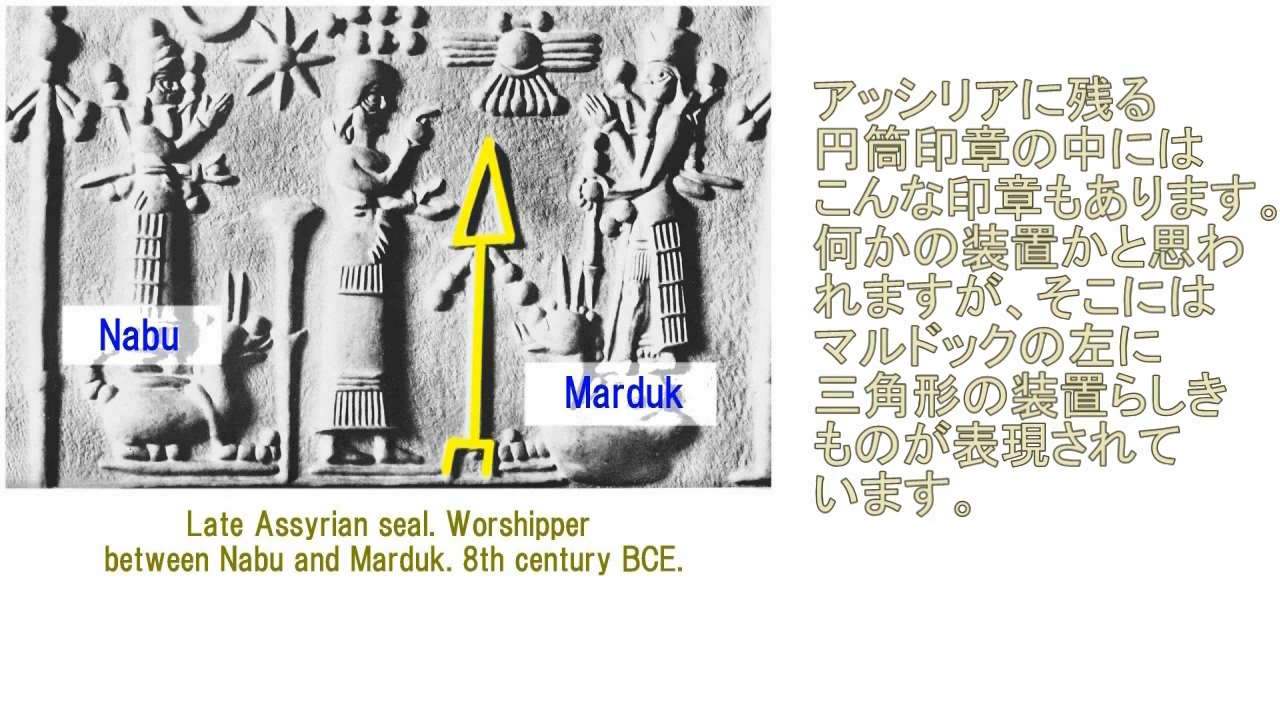 Nabu
Marduk
Late Assyrian seal. Worshipper
between Nabu and Marduk. 8th century BCE.
アッシリアに残る
円筒印章の中には
こんな印章もあります。
何かの装置かと思わ
れますが、そこには
マルドックの左に
三角形の装置らしき
ものが表現されて
います。